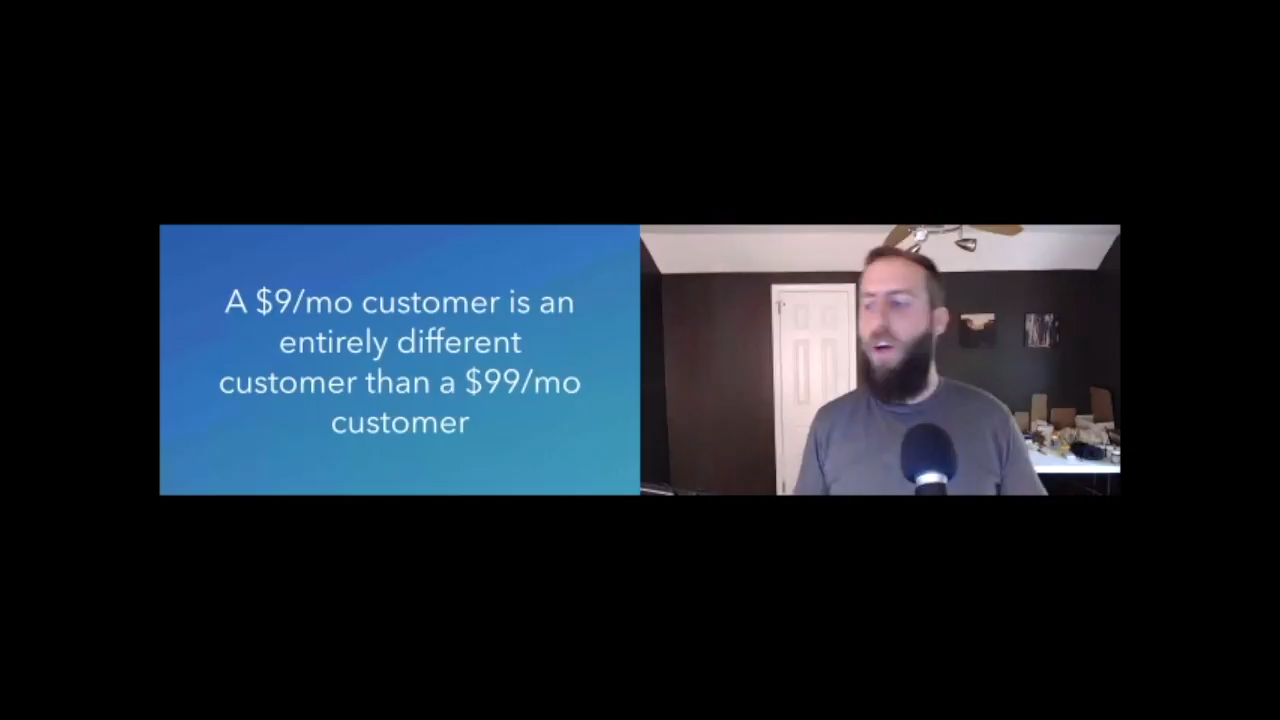 A $9/mo customer is an
entirely different
customer than a $99/mo
customer